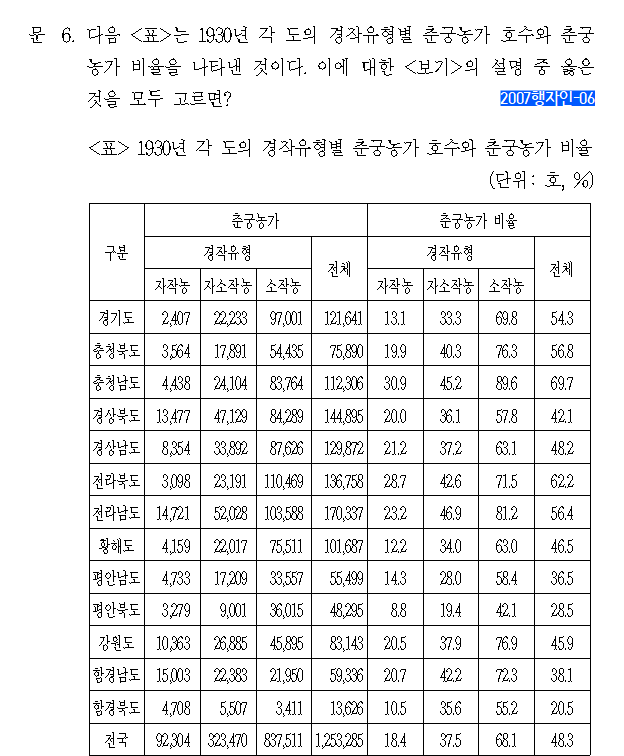 문 6. 다음 <표>는 1930년 각 도의 경작유형별 춘궁농가 호수와 춘궁
농가 비율을 나타낸 것이다. 이에 대한 <보기>의 설명 중 옳은
것을 모두 고르면? 2007행자인-06
<표> 1930년 각 도의 경작유형별 춘궁농가 호수와 춘궁농가 비율
(단위: 호, %)
구분 춘궁농가 춘궁농가 비율
경작유형 전체 경작유형 전체
자작농 자소작농 소작농 자작농 자소작농 소작농
경기도 2,407 22,233 97,001 121,641 13.1 33.3 69.8 54.3
충청북도 3,564 17,891 54,435 75,890 19.9 40.3 76.3 56.8
충청남도 4,438 24,104 83,764 112,306 30.9 45.2 89.6 69.7
경상북도 13,477 47,129 84,289 144,895 20.0 36.1 57.8 42.1
경상남도 8,354 33,892 87,626 129,872 21.2 37.2 63.1 48.2
전라북도 3,098 23,191 110,469 136,758 28.7 42.6 71.5 62.2
전라남도 14,721 52,028 103,588 170,337 23.2 46.9 81.2 56.4
황해도 4,159 22,017 75,511 101,687 12.2 34.0 63.0 46.5
평안남도 4,733 17,209 33,557 55,499 14.3 28.0 58.4 36.5
평안북도 3,279 9,001 36,015 48,295 8.8 19.4 42.1 28.5
강원도 10,363 26,885 45,895 83,143 20.5 37.9 76.9 45.9
함경남도 15,003 22,383 21,950 59,336 20.7 42.2 72.3 38.1
함경북도 4,708 5,507 3,411 13,626 10.5 35.6 55.2 20.5
전국 92,304 323,470 837,511 1,253,285 18.4 37.5 68.1 48.3